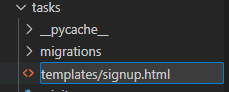 tasks
__pycache__
migrations
templates/signup.html